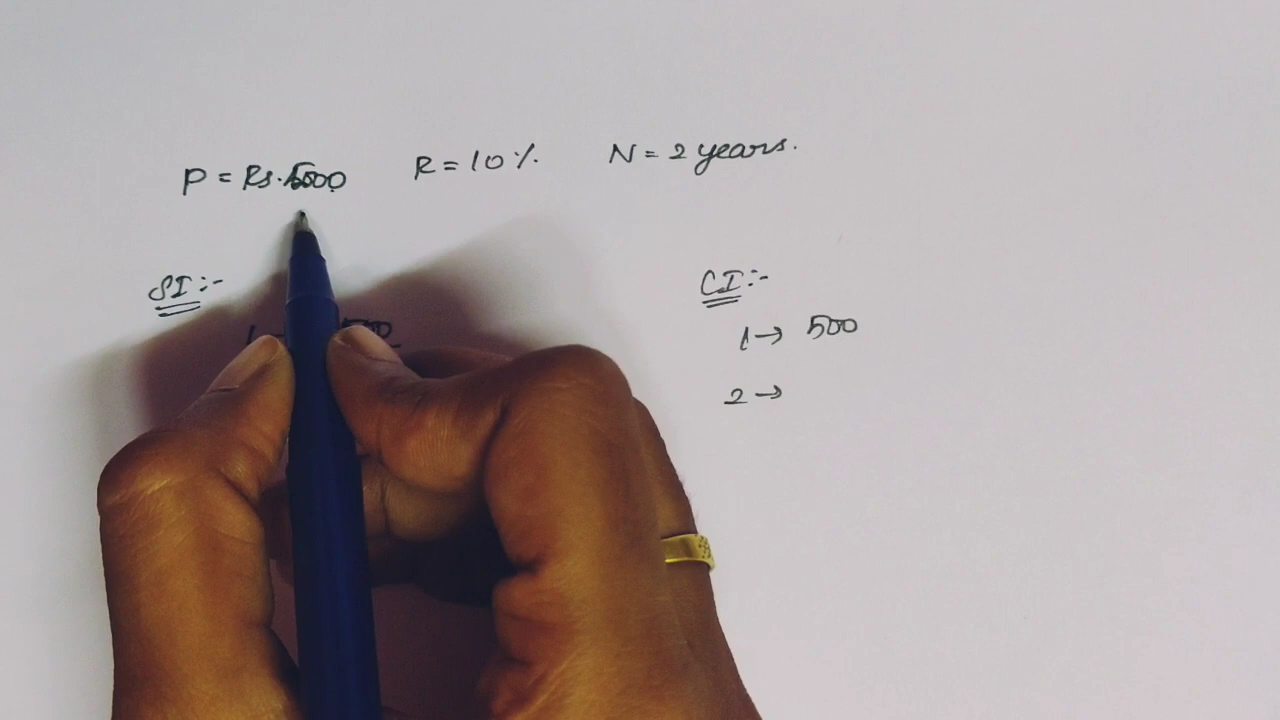 P = Rs.5000 R = 10% N = 2 years.
SI :-
CI :-
1 → 500
2 →